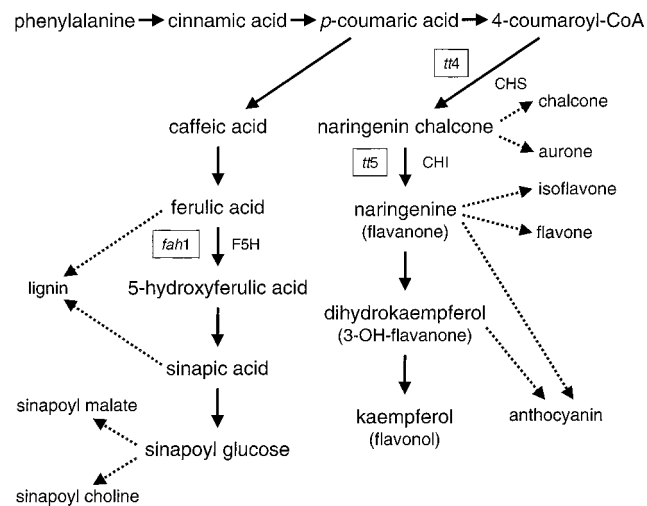 phenylalanine cinnamic acid p-coumaric acid 4-coumaroyl-CoA
tt4
CHS
chalcone
caffeic acid
naringenin chalcone
aurone
tt5
CHI
isoflavone
ferulic acid
naringenine
(flavanone)
flavone
fah1
F5H
lignin
5-hydroxyferulic acid
dihydrokaempferol
(3-OH-flavanone)
sinapic acid
sinapoyl malate
kaempferol
(flavonol)
anthocyanin
sinapoyl glucose
sinapoyl choline